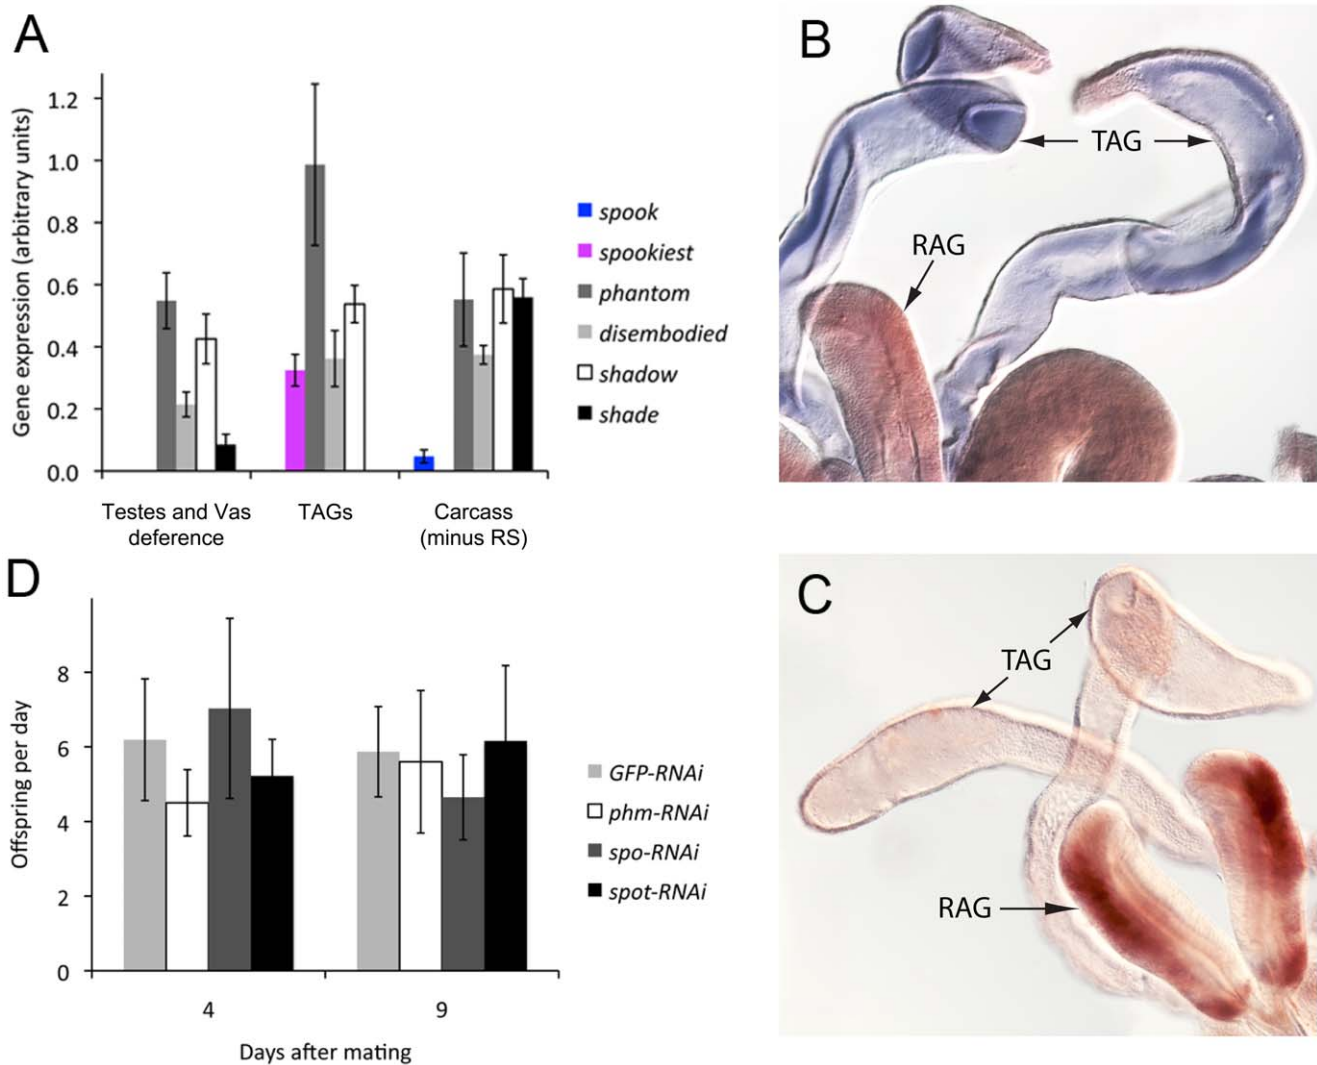 A
Gene expression (arbitrary units)
1.2
1.0
0.8
0.6
0.4
0.2
0.0
Testes and Vas
deference
TAGs
Carcass
(minus RS)
spook
spookiest
phantom
disembodied
shadow
shade
B
TAG
RAG
D
Offspring per day
8
6
4
2
0
4
9
Days after mating
GFP-RNAi
phm-RNAi
spo-RNAi
spot-RNAi
C
TAG
RAG